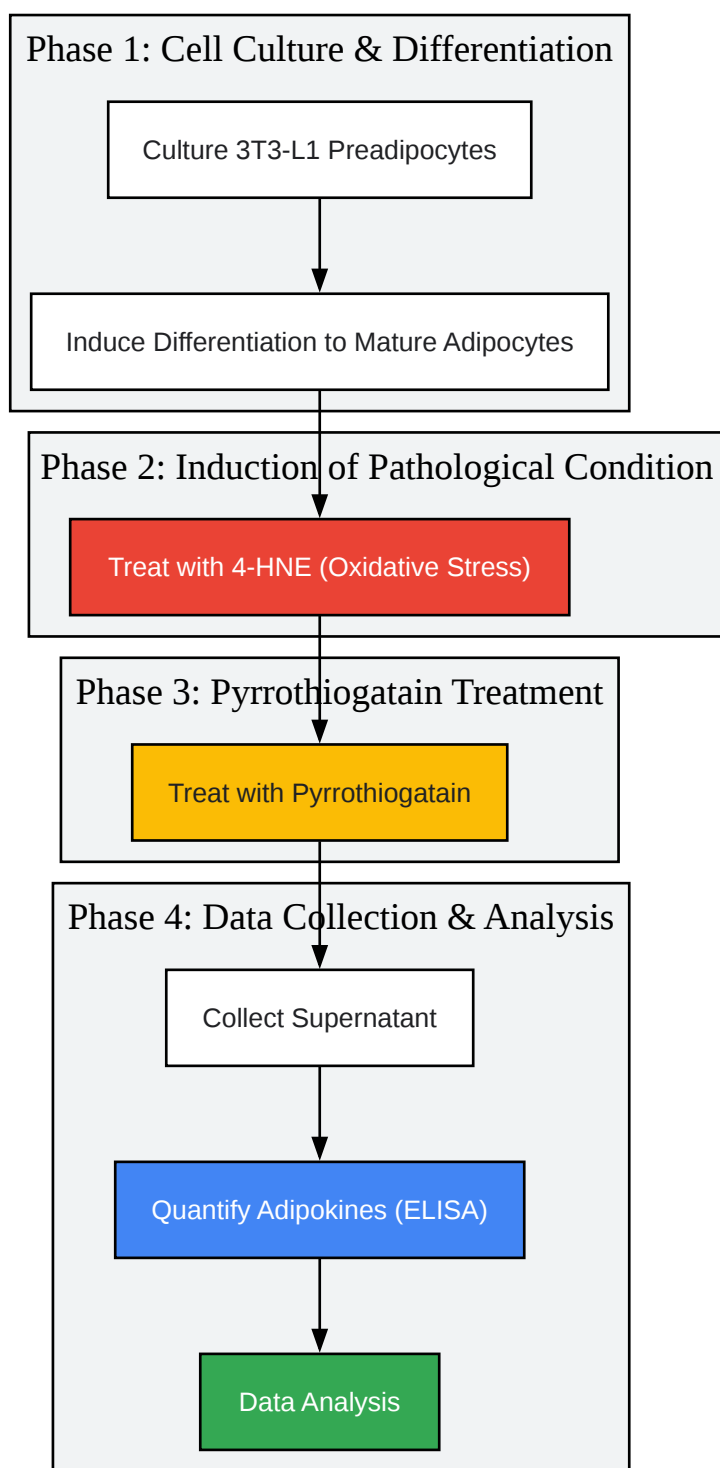 Phase 1: Cell Culture & Differentiation
Culture 3T3-L1 Preadipocytes
Induce Differentiation to Mature Adipocytes
Phase 2: Induction of Pathological Condition
Treat with 4-HNE (Oxidative Stress)
Phase 3: Pyrrothiogatain Treatment
Treat with Pyrrothiogatain
Phase 4: Data Collection & Analysis
Collect Supernatant
Quantify Adipokines (ELISA)
Data Analysis